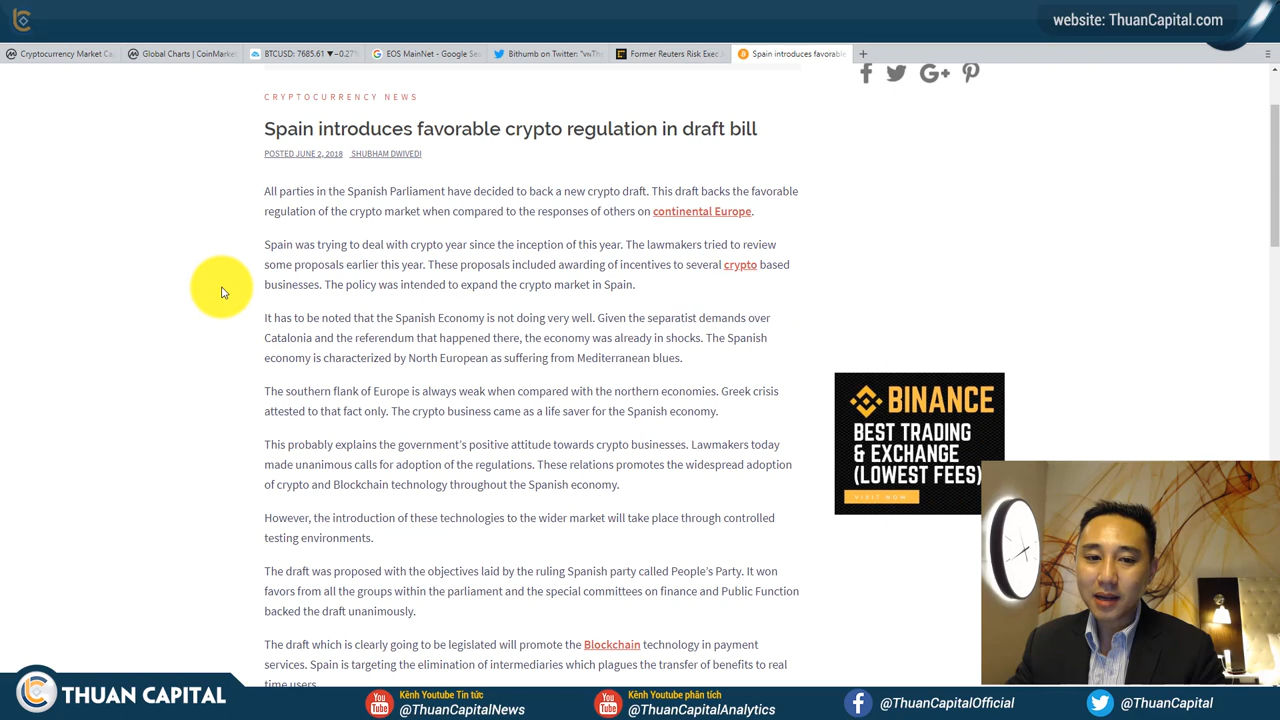 website: ThuanCapital.com
Cryptocurrency Market Ca
Global Charts | CoinMarke
BTCUSD: 7685.61 ▼−0.27%
EOS MainNet - Google Se
Bithumb on Twitter: "vwTh
Former Reuters Risk Exec
Spain introduces favorable
CRYPTOCURRENCY NEWS
Spain introduces favorable crypto regulation in draft bill
POSTED JUNE 2, 2018 SHUBHAM DWIVEDI
All parties in the Spanish Parliament have decided to back a new crypto draft. This draft backs the favorable
regulation of the crypto market when compared to the responses of others on continental Europe.
Spain was trying to deal with crypto year since the inception of this year. The lawmakers tried to review
some proposals earlier this year. These proposals included awarding of incentives to several crypto based
businesses. The policy was intended to expand the crypto market in Spain.
It has to be noted that the Spanish Economy is not doing very well. Given the separatist demands over
Catalonia and the referendum that happened there, the economy was already in shocks. The Spanish
economy is characterized by North European as suffering from Mediterranean blues.
The southern flank of Europe is always weak when compared with the northern economies. Greek crisis
attested to that fact only. The crypto business came as a life saver for the Spanish economy.
This probably explains the government's positive attitude towards crypto businesses. Lawmakers today
made unanimous calls for adoption of the regulations. These relations promotes the widespread adoption
of crypto and Blockchain technology throughout the Spanish economy.
However, the introduction of these technologies to the wider market will take place through controlled
testing environments.
The draft was proposed with the objectives laid by the ruling Spanish party called People's Party. It won
favors from all the groups within the parliament and the special committees on finance and Public Function
backed the draft unanimously.
The draft which is clearly going to be legislated will promote the Blockchain technology in payment
services. Spain is targeting the elimination of intermediaries which plagues the transfer of benefits to real
time users.
BINANCE
BEST TRADING
& EXCHANGE
(LOWEST FEES)
VISIT NOW
THUAN CAPITAL
You Tube
Kênh Youtube Tin tức
@ThuanCapitalNews
You Tube
Kênh Youtube phân tích
@ThuanCapitalAnalytics
@ThuanCapitalOfficial
@ThuanCapital